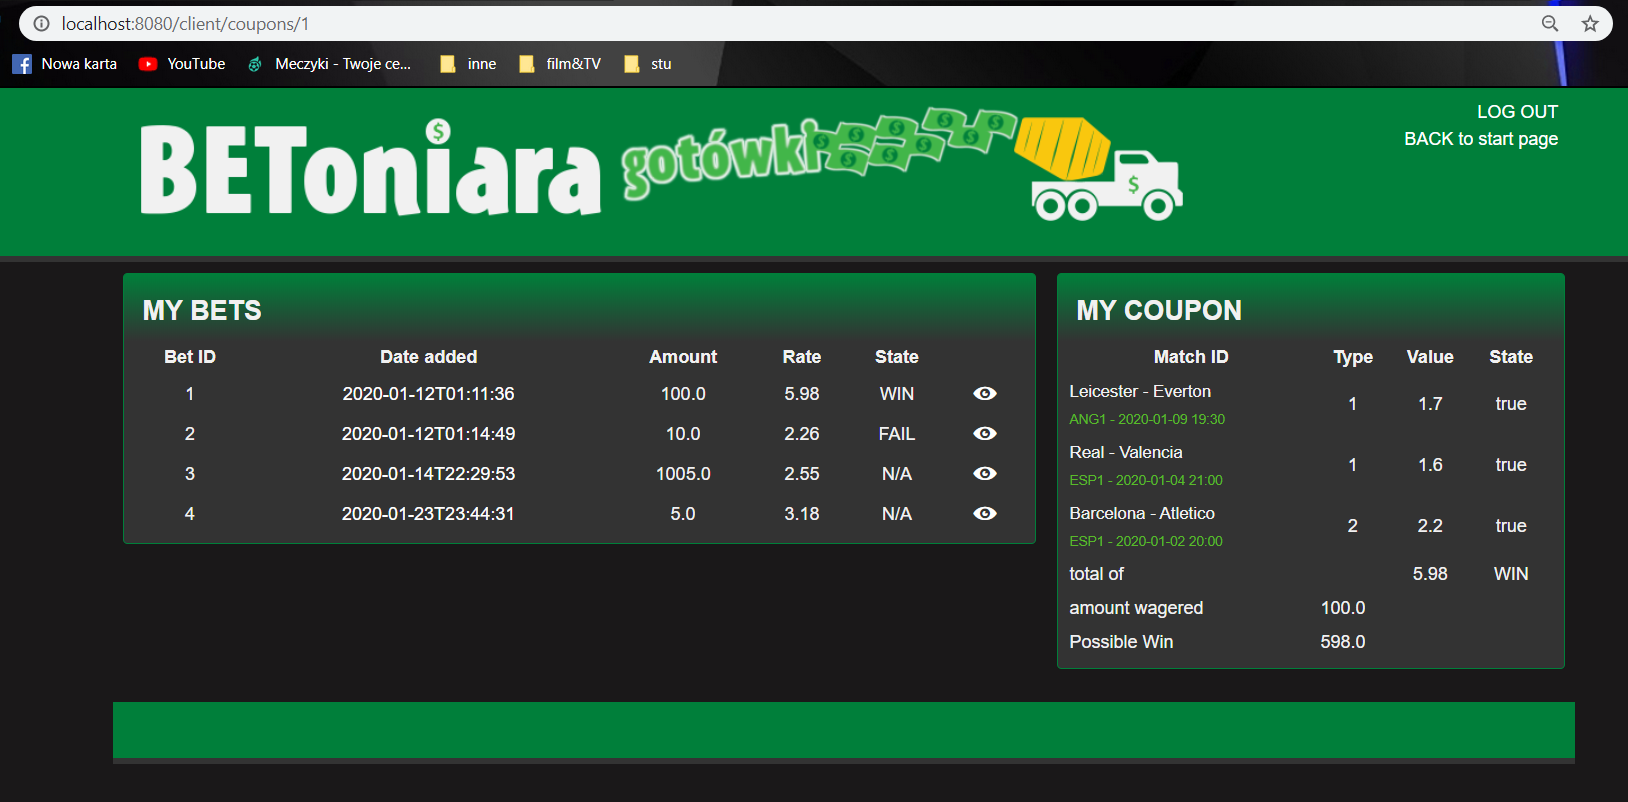 localhost:8080/client/coupons/1
Nowa karta YouTube Meczyki - Twoje ce... inne film&TV stu
BEToniara gotówki
LOG OUT
BACK to start page
MY BETS
Bet ID Date added Amount Rate State
1 2020-01-12T01:11:36 100.0 5.98 WIN
2 2020-01-12T01:14:49 10.0 2.26 FAIL
3 2020-01-14T22:29:53 1005.0 2.55 N/A
4 2020-01-23T23:44:31 5.0 3.18 N/A
MY COUPON
Match ID Type Value State
Leicester - Everton
ANG1 - 2020-01-09 19:30
1 1.7 true
Real - Valencia
ESP1 - 2020-01-04 21:00
1 1.6 true
Barcelona - Atletico
ESP1 - 2020-01-02 20:00
2 2.2 true
total of 5.98 WIN
amount wagered 100.0
Possible Win 598.0